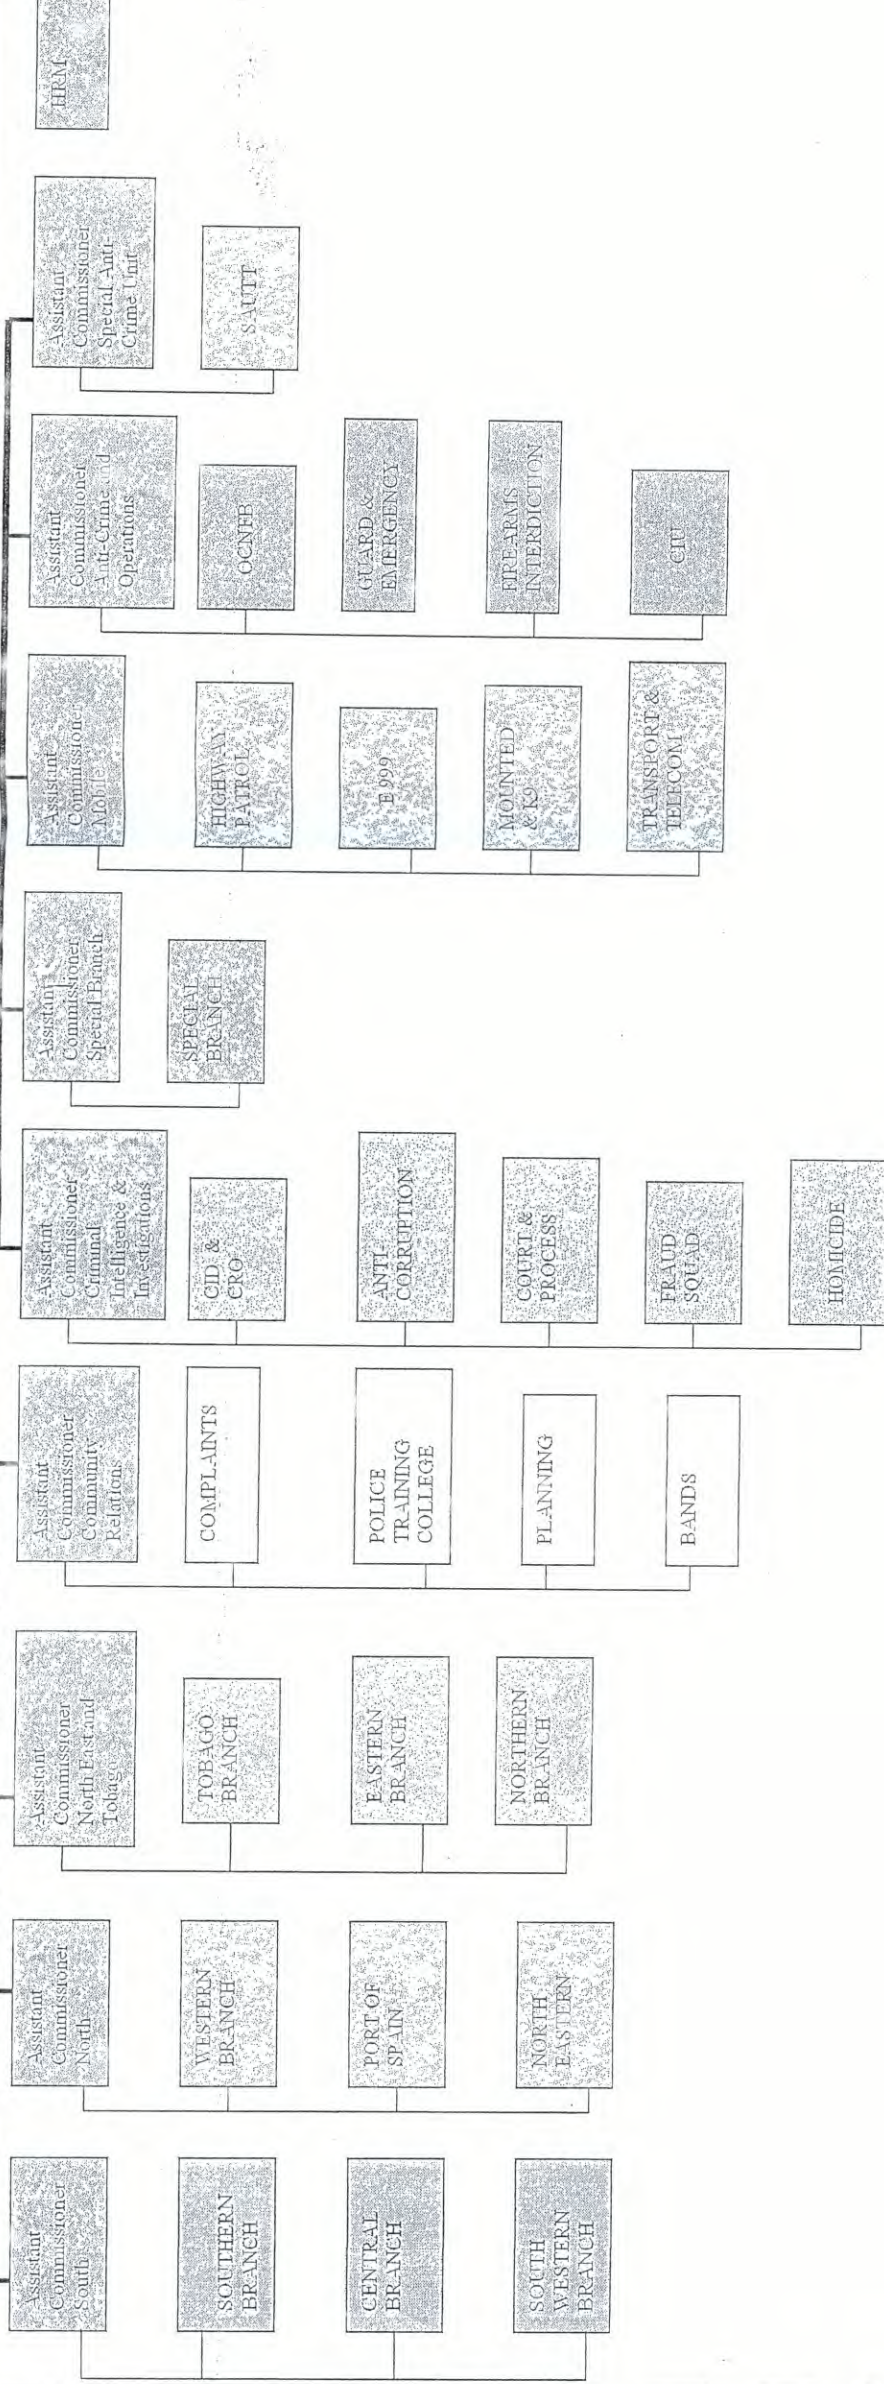 Assistant
Commissioner
South
SOUTHERN
BRANCH
CENTRAL
BRANCH
SOUTH
WESTERN
BRANCH
Assistant
Commissioner
North
WESTERN
BRANCH
PORT OF
SPAIN
NORTH
EASTERN
Assistant
Commissioner
North East and
Tobago
TOBAGO
BRANCH
EASTERN
BRANCH
NORTHERN
BRANCH
Assistant
Commissioner
Community
Relations
COMPLAINTS
POLICE
TRAINING
COLLEGE
PLANNING
BANDS
Assistant
Commissioner
Criminal
Intelligence &
Investigations
CID &
CRO
ANTI-
CORRUPTION
COURT &
PROCESS
FRAUD
SQUAD
HOMICIDE
Assistant
Commissioner
Special Branch
SPECIAL
BRANCH
Assistant
Commissioner
Mobile
HIGHWAY
PATROL
E 999
MOUNTED
& K9
TRANSPORT &
TELECOM
Assistant
Commissioner
Anti-Crime and
Operations
OCNFB
GUARD &
EMERGENCY
FIREARMS
INTERDICTION
CIU
Assistant
Commissioner
Special Anti-
Crime Unit
SAUTT
HRM